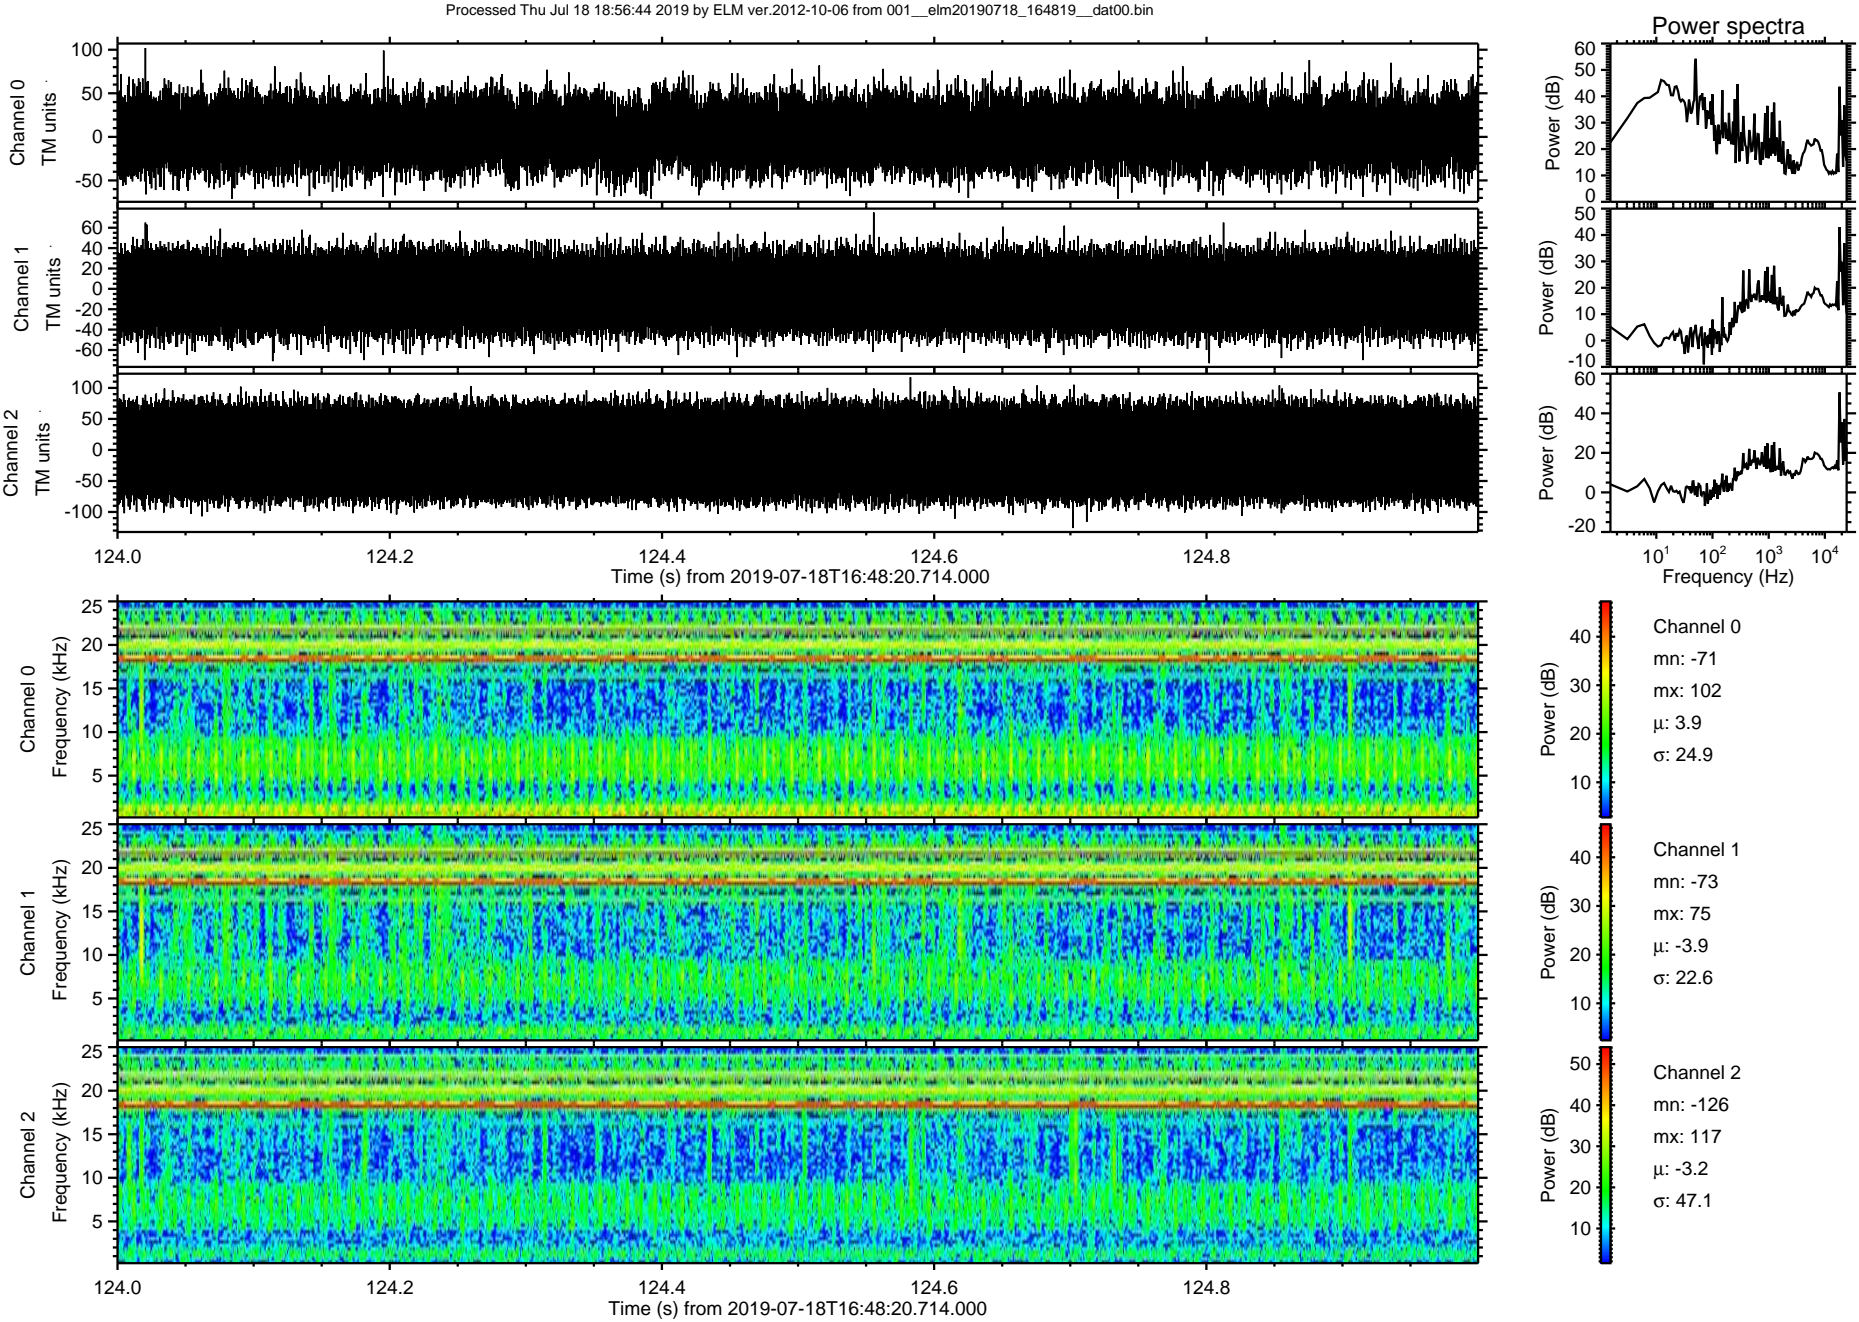 Processed Thu Jul 18 18:56:44 2019 by ELM ver.2012-10-06 from 001__elm20190718_164819__dat00.bin
Power spectra
Channel 0
TM units
100
50
0
-50
Power (dB)
60
50
40
30
20
10
0
Channel 1
TM units
60
40
20
0
-20
-40
-60
Power (dB)
50
40
30
20
10
0
-10
Channel 2
TM units
100
50
0
-50
-100
Power (dB)
60
40
20
0
-20
124.0 124.2 124.4 124.6 124.8
Time (s) from 2019-07-18T16:48:20.714.000
10¹ 10² 10³ 10⁴
Frequency (Hz)
Channel 0
Frequency (kHz)
25
20
15
10
5
Power (dB)
40
30
20
10
Channel 0
mn: -71
mx: 102
μ: 3.9
σ: 24.9
Channel 1
Frequency (kHz)
25
20
15
10
5
Power (dB)
40
30
20
10
Channel 1
mn: -73
mx: 75
μ: -3.9
σ: 22.6
Channel 2
Frequency (kHz)
25
20
15
10
5
Power (dB)
50
40
30
20
10
Channel 2
mn: -126
mx: 117
μ: -3.2
σ: 47.1
124.0 124.2 124.4 124.6 124.8
Time (s) from 2019-07-18T16:48:20.714.000